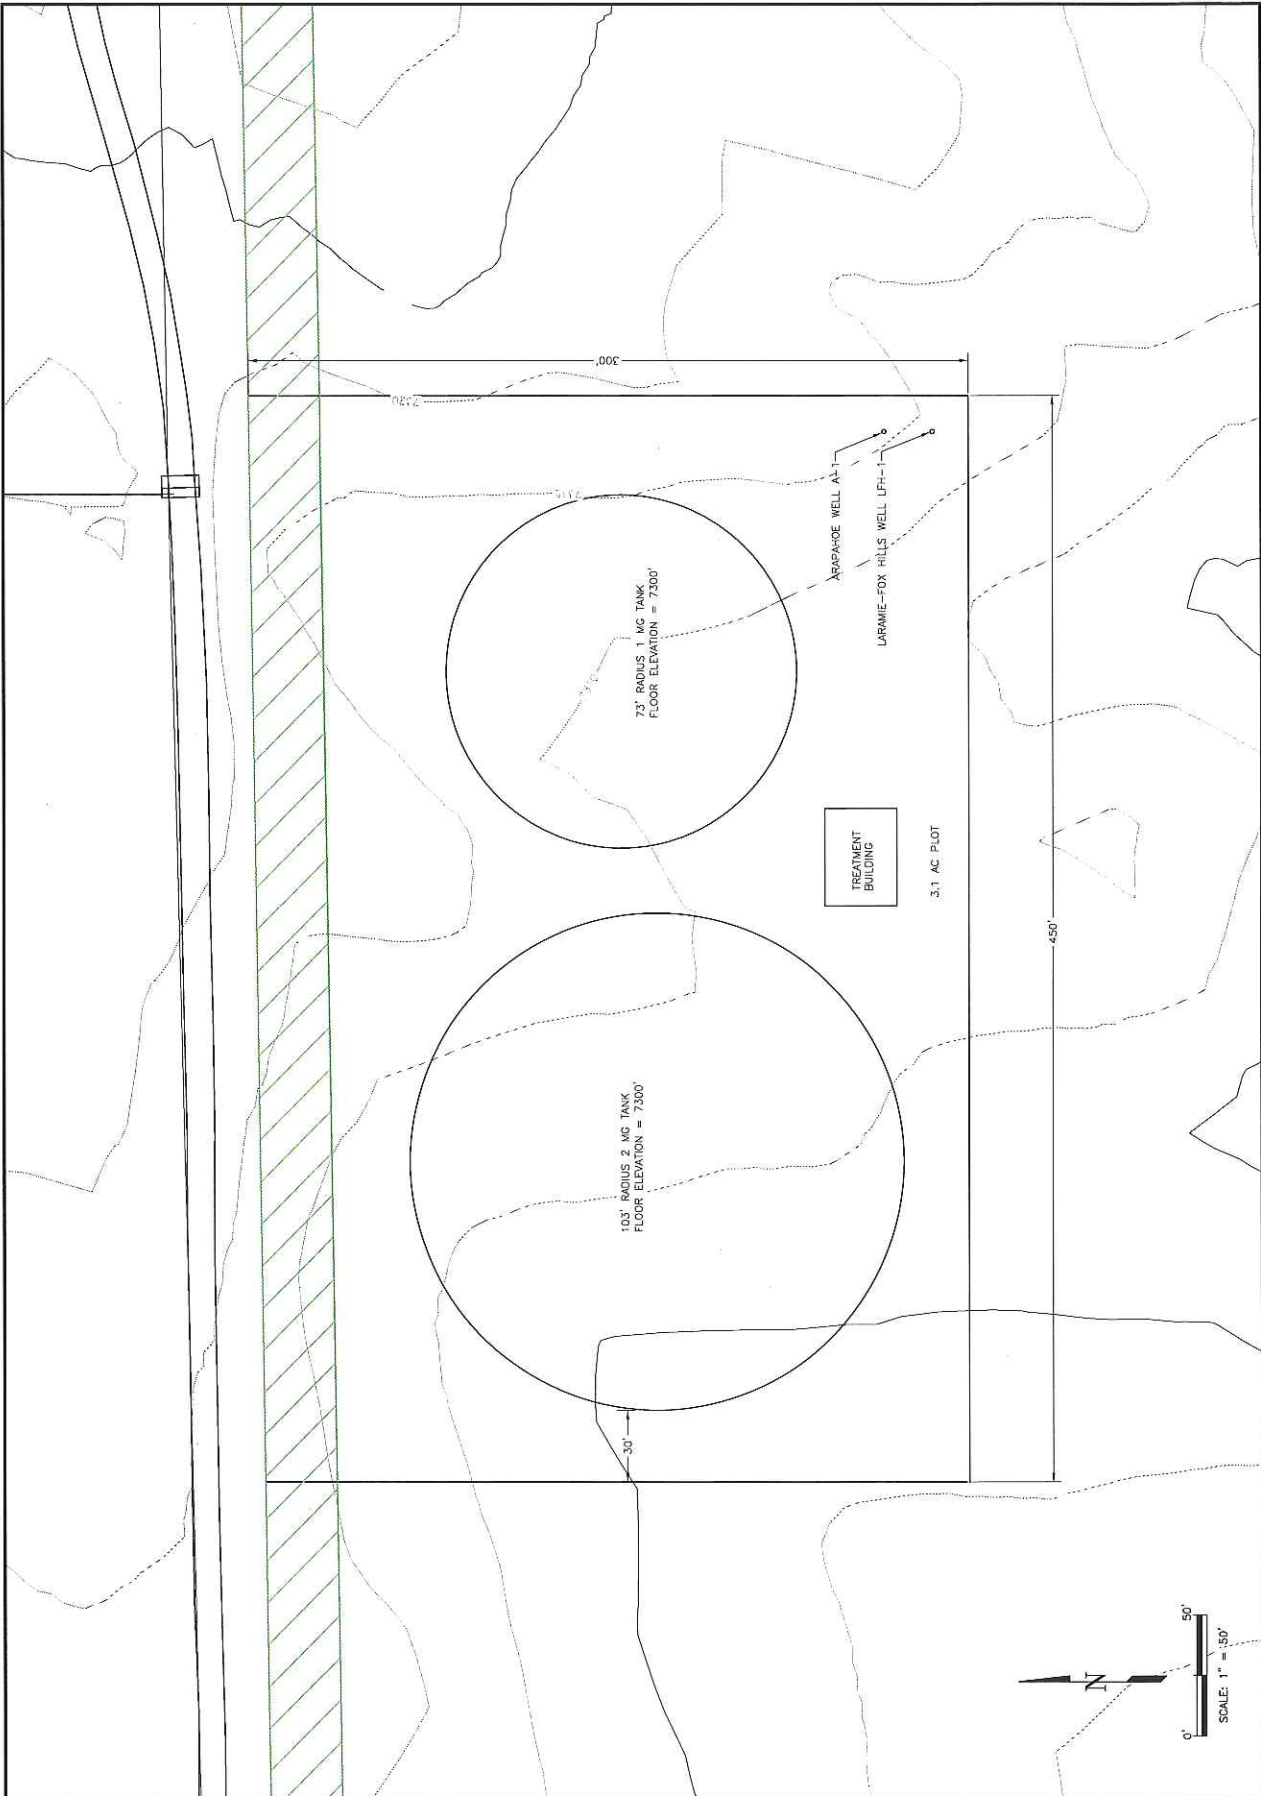 300'
7320
ARAPAHOE WELL A-1
LARAMIE-FOX HILLS WELL LFH-1
73' RADIUS 1 MG TANK
FLOOR ELEVATION = 7300'
TREATMENT
BUILDING
3.1 AC PLOT
450'
103' RADIUS 2 MG TANK
FLOOR ELEVATION = 7300'
30'
N
0'
50'
SCALE: 1" = 50'